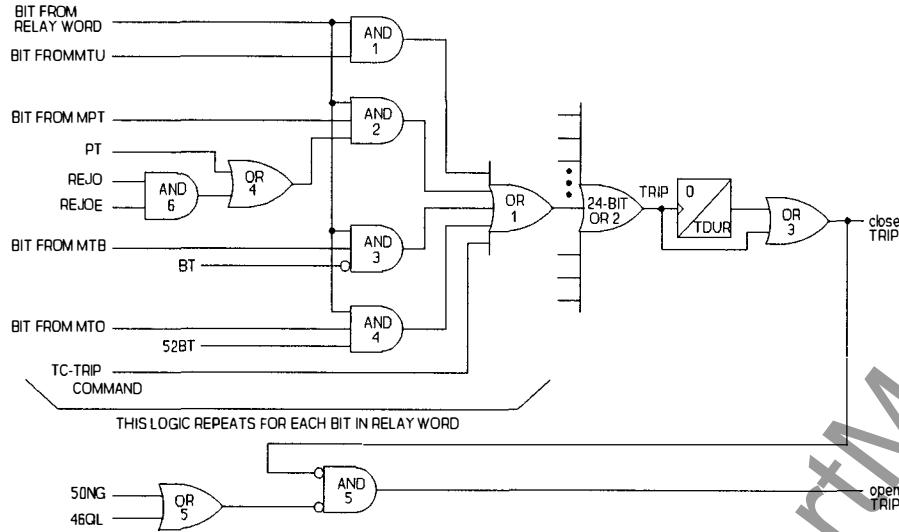 BIT FROM
RELAY WORD
AND
1
BIT FROMMTU
BIT FROM MPT
AND
2
PT
REJO
REJOE
AND
6
OR
4
OR
1
24-BIT
OR 2
TRIP
0
TDUR
OR
3
close
TRIP
BIT FROM MTB
BT
AND
3
BIT FROM MTO
52BT
AND
4
TC-TRIP
COMMAND
THIS LOGIC REPEATS FOR EACH BIT IN RELAY WORD
50NG
46QL
OR
5
AND
5
open
TRIP
rtM